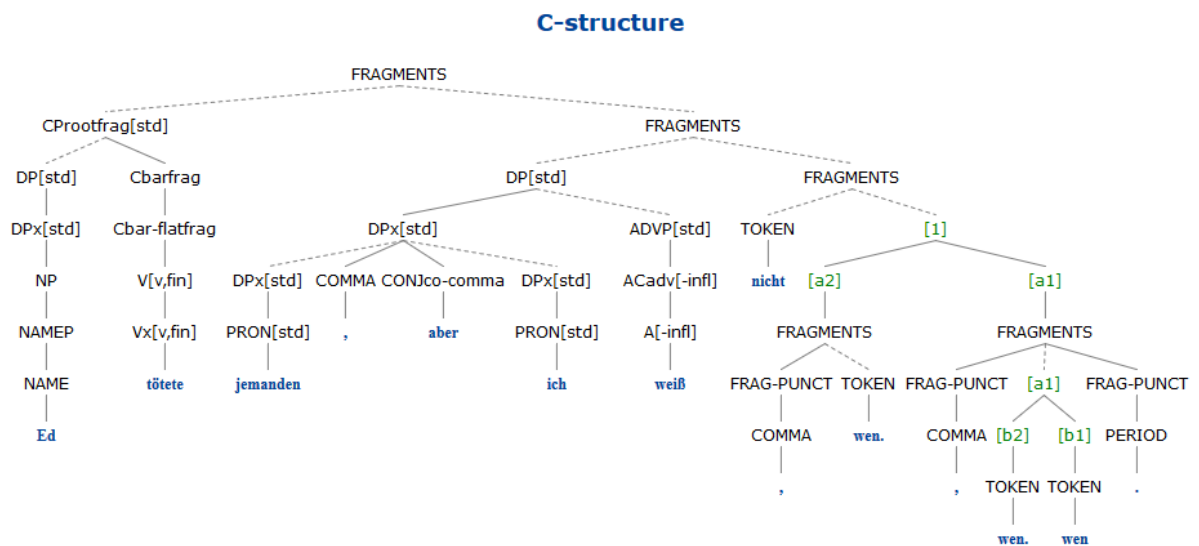 C-structure
FRAGMENTS
CProotfrag[std] FRAGMENTS
DP[std] Cbarfrag DP[std] FRAGMENTS
DPx[std] Cbar-flatfrag DPx[std] ADVP[std] TOKEN [1]
NP V[v,fin] DPx[std] COMMA CONJco-comma DPx[std] ACadv[-infl] nicht [a2] [a1]
NAMEP Vx[v,fin] PRON[std] , aber PRON[std] A[-infl] FRAGMENTS FRAGMENTS
NAME tötete jemanden ich weiß FRAG-PUNCT TOKEN FRAG-PUNCT [a1] FRAG-PUNCT
Ed COMMA wen. COMMA [b2] [b1] PERIOD
, , TOKEN TOKEN .
wen. wen